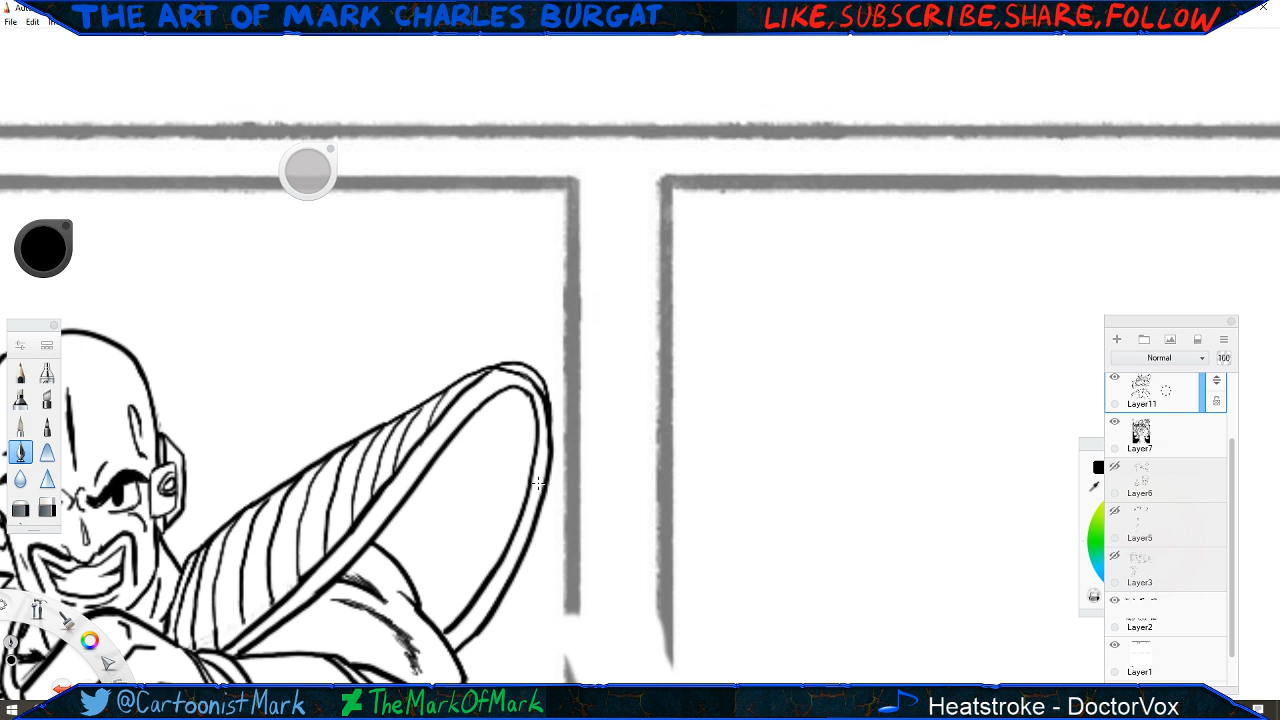 THE ART OF MARK CHARLES BURGAT
LIKE, SUBSCRIBE, SHARE, FOLLOW
File Edit
Normal
100
Layer11
Layer7
Layer6
Layer5
Layer3
Layer2
Layer1
@CartoonistMark
TheMarkOfMark
Heatstroke - DoctorVox